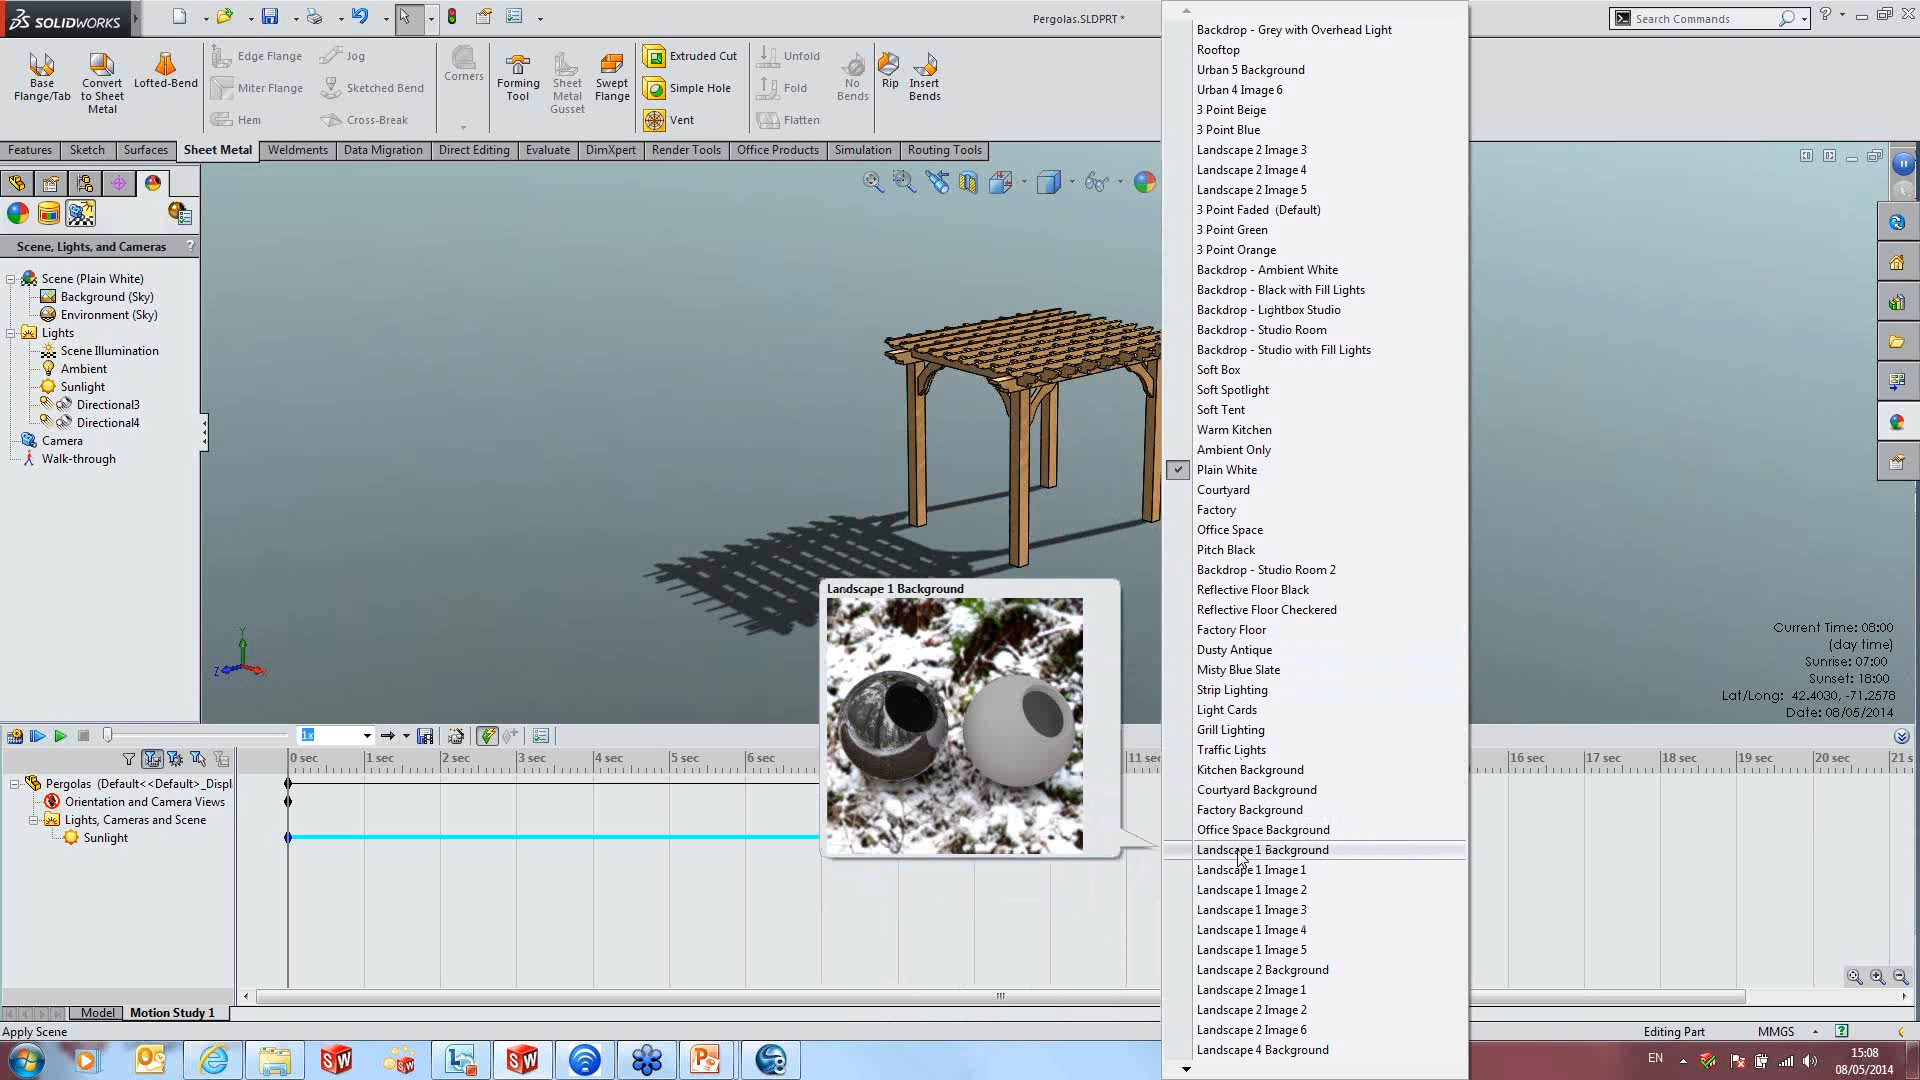 SOLIDWORKS
Pergolas.SLDPRT *
Search Commands
Base Flange/Tab
Convert to Sheet Metal
Lofted-Bend
Edge Flange
Miter Flange
Hem
Jog
Sketched Bend
Cross-Break
Corners
Forming Tool
Sheet Metal Gusset
Swept Flange
Extruded Cut
Simple Hole
Vent
Unfold
Fold
Flatten
No Bends
Rip
Insert Bends
Features
Sketch
Surfaces
Sheet Metal
Weldments
Data Migration
Direct Editing
Evaluate
DimXpert
Render Tools
Office Products
Simulation
Routing Tools
Scene, Lights, and Cameras
?
Scene (Plain White)
Background (Sky)
Environment (Sky)
Lights
Scene Illumination
Ambient
Sunlight
Directional3
Directional4
Camera
Walk-through
Y
Z
X
Landscape 1 Background
Backdrop - Grey with Overhead Light
Rooftop
Urban 5 Background
Urban 4 Image 6
3 Point Beige
3 Point Blue
Landscape 2 Image 3
Landscape 2 Image 4
Landscape 2 Image 5
3 Point Faded (Default)
3 Point Green
3 Point Orange
Backdrop - Ambient White
Backdrop - Black with Fill Lights
Backdrop - Lightbox Studio
Backdrop - Studio Room
Backdrop - Studio with Fill Lights
Soft Box
Soft Spotlight
Soft Tent
Warm Kitchen
Ambient Only
Plain White
Courtyard
Factory
Office Space
Pitch Black
Backdrop - Studio Room 2
Reflective Floor Black
Reflective Floor Checkered
Factory Floor
Dusty Antique
Misty Blue Slate
Strip Lighting
Light Cards
Grill Lighting
Traffic Lights
Kitchen Background
Courtyard Background
Factory Background
Office Space Background
Landscape 1 Background
Landscape 1 Image 1
Landscape 1 Image 2
Landscape 1 Image 3
Landscape 1 Image 4
Landscape 1 Image 5
Landscape 2 Background
Landscape 2 Image 1
Landscape 2 Image 2
Landscape 2 Image 6
Landscape 4 Background
Current Time: 08:00
(day time)
Sunrise: 07:00
Sunset: 18:00
Lat/Long: 42.4030, -71.2578
Date: 08/05/2014
1x
0 sec
1 sec
2 sec
3 sec
4 sec
5 sec
6 sec
11 sec
16 sec
17 sec
18 sec
19 sec
20 sec
21 s
Pergolas (Default<<Default>_Displ
Orientation and Camera Views
Lights, Cameras and Scene
Sunlight
Model
Motion Study 1
Apply Scene
Editing Part
MMGS
EN
15:08
08/05/2014